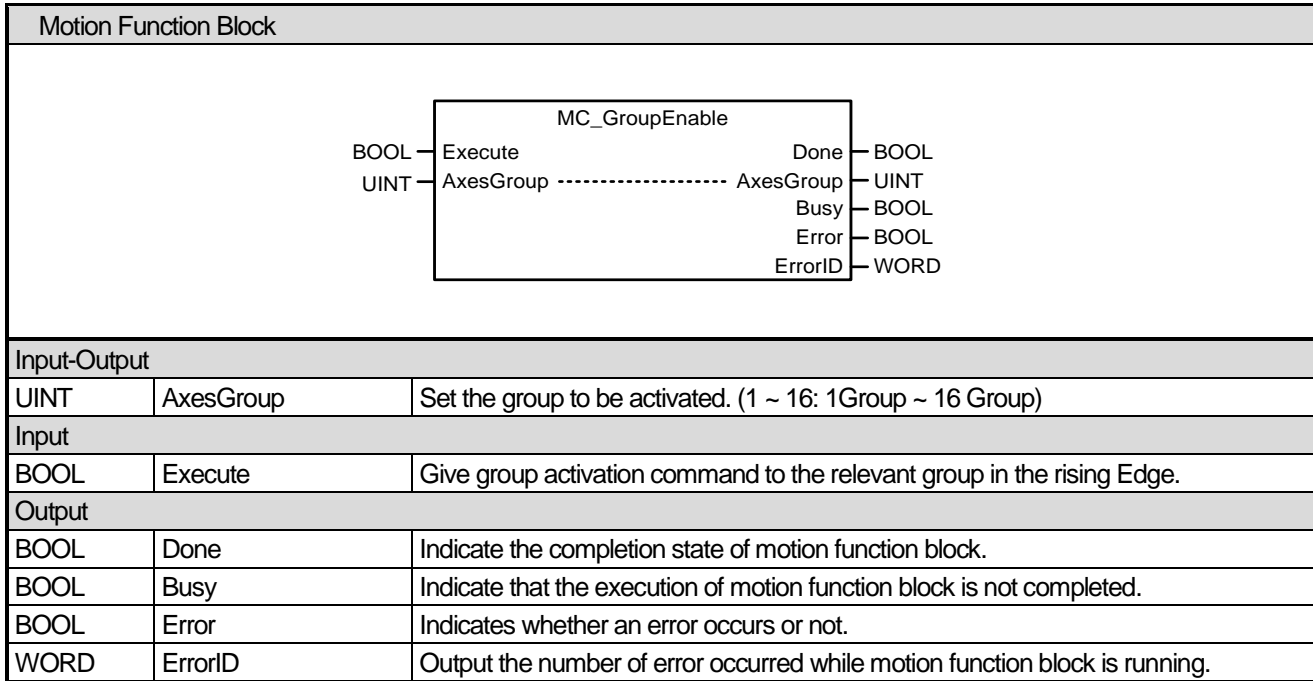 Motion Function Block
MC_GroupEnable
BOOL Execute Done BOOL
UINT AxesGroup AxesGroup UINT
Busy BOOL
Error BOOL
ErrorID WORD
Input-Output
UINT AxesGroup Set the group to be activated. (1 ~ 16: 1Group ~ 16 Group)
Input
BOOL Execute Give group activation command to the relevant group in the rising Edge.
Output
BOOL Done Indicate the completion state of motion function block.
BOOL Busy Indicate that the execution of motion function block is not completed.
BOOL Error Indicates whether an error occurs or not.
WORD ErrorID Output the number of error occurred while motion function block is running.